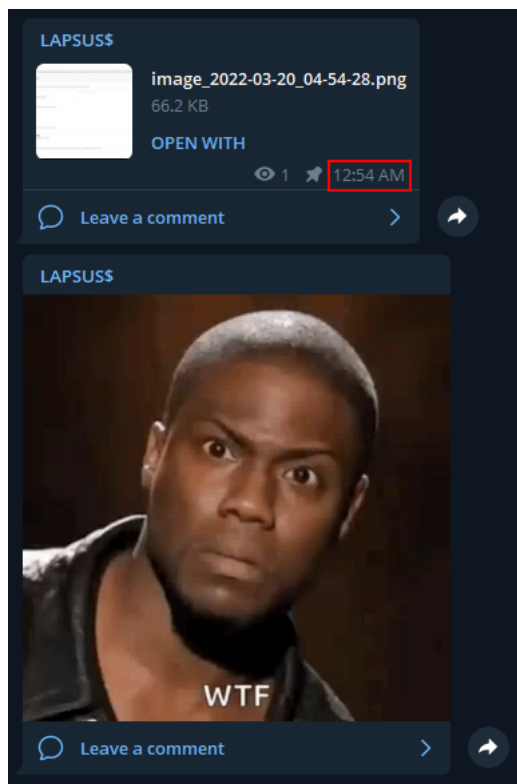 LAPSUS$
image_2022-03-20_04-54-28.png
66.2 KB
OPEN WITH
1 12:54 AM
Leave a comment
LAPSUS$
WTF
Leave a comment